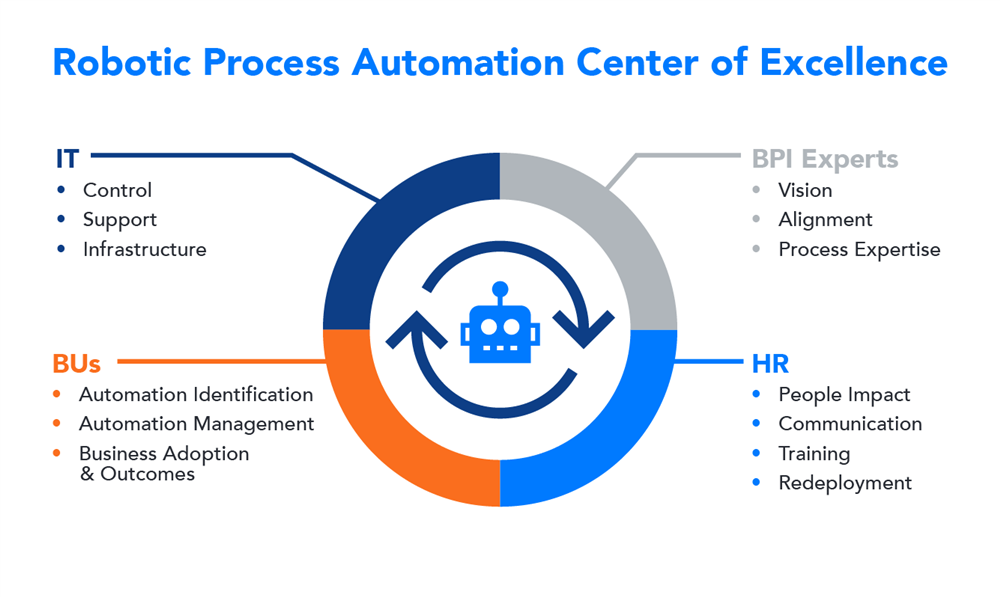 Robotic Process Automation Center of Excellence
IT
• Control
• Support
• Infrastructure
BPI Experts
• Vision
• Alignment
• Process Expertise
BUs
• Automation Identification
• Automation Management
• Business Adoption
& Outcomes
HR
• People Impact
• Communication
• Training
• Redeployment